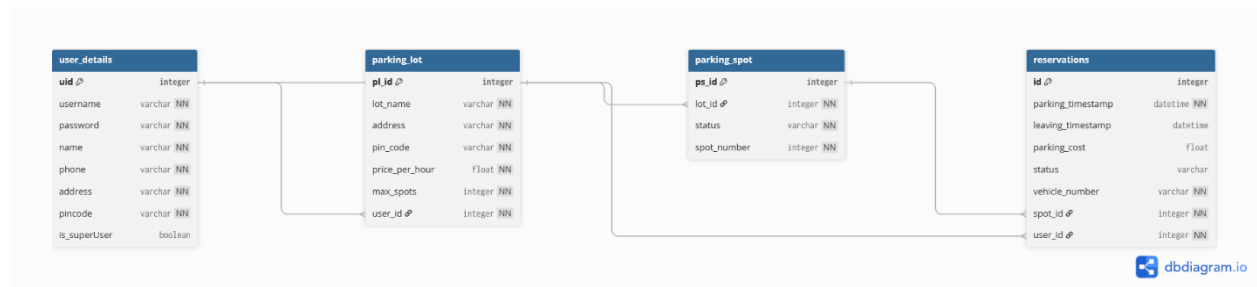 user_details
uid integer
username varchar NN
password varchar NN
name varchar NN
phone varchar NN
address varchar NN
pincode varchar NN
is_superUser boolean
parking_lot
pl_id integer
lot_name varchar NN
address varchar NN
pin_code varchar NN
price_per_hour float NN
max_spots integer NN
user_id integer NN
parking_spot
ps_id integer
lot_id integer NN
status varchar NN
spot_number integer NN
reservations
id integer
parking_timestamp datetime NN
leaving_timestamp datetime
parking_cost float
status varchar
vehicle_number varchar NN
spot_id integer NN
user_id integer NN
dbdiagram.io